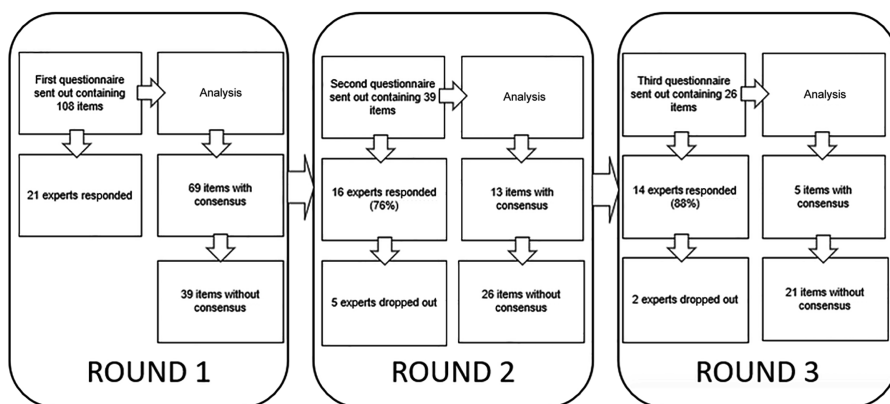 First questionnaire
sent out containing
108 items
Analysis
21 experts responded
69 items with
consensus
39 items without
consensus
ROUND 1
Second questionnaire
sent out containing 39
items
Analysis
16 experts responded
(76%)
13 items with
consensus
5 experts dropped out
26 items without
consensus
ROUND 2
Third questionnaire
sent out containing 26
items
Analysis
14 experts responded
(88%)
5 items with
consensus
2 experts dropped out
21 items without
consensus
ROUND 3